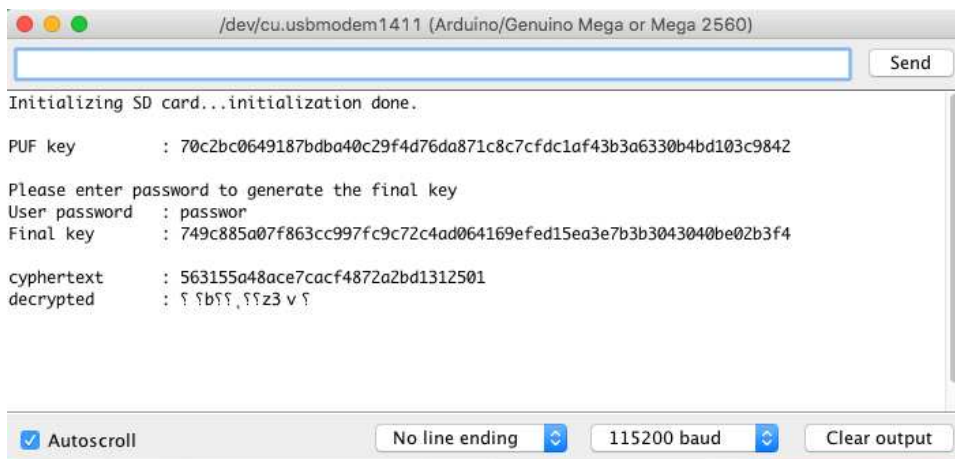 /dev/cu.usbmodem1411 (Arduino/Genuino Mega or Mega 2560)
Send
Initializing SD card...initialization done.
PUF key : 70c2bc0649187bdba40c29f4d76da871c8c7cfdc1af43b3a6330b4bd103c9842
Please enter password to generate the final key
User password : passwor
Final key : 749c885a07f863cc997fc9c72c4ad064169efed15ea3e7b3b3043040be02b3f4
cyphertext : 563155a48ace7cacf4872a2bd1312501
decrypted : ⸮ ⸮b⸮⸮¸⸮⸮z3 v ⸮
Autoscroll
No line ending
115200 baud
Clear output